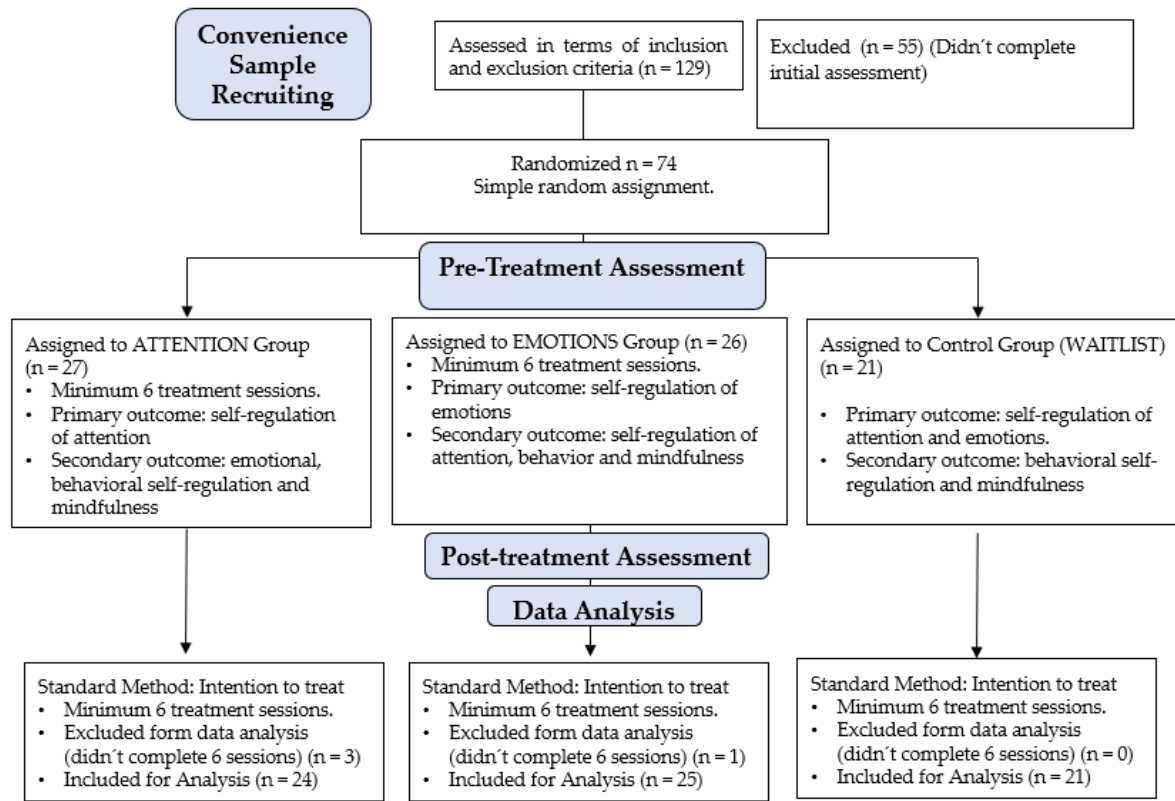 Convenience
Sample
Recruiting
Assessed in terms of inclusion
and exclusion criteria (n = 129)
Excluded (n = 55) (Didn´t complete
initial assessment)
Randomized n = 74
Simple random assignment.
Pre-Treatment Assessment
Assigned to ATTENTION Group
(n = 27)
• Minimum 6 treatment sessions.
• Primary outcome: self-regulation
of attention
• Secondary outcome: emotional,
behavioral self-regulation and
mindfulness
Assigned to EMOTIONS Group (n = 26)
• Minimum 6 treatment sessions.
• Primary outcome: self-regulation of
emotions
• Secondary outcome: self-regulation of
attention, behavior and mindfulness
Assigned to Control Group (WAITLIST)
(n = 21)
• Primary outcome: self-regulation of
attention and emotions.
• Secondary outcome: behavioral self-
regulation and mindfulness
Post-treatment Assessment
Data Analysis
Standard Method: Intention to treat
• Minimum 6 treatment sessions.
• Excluded form data analysis
(didn´t complete 6 sessions) (n = 3)
• Included for Analysis (n = 24)
Standard Method: Intention to treat
• Minimum 6 treatment sessions.
• Excluded form data analysis
(didn´t complete 6 sessions) (n = 1)
• Included for Analysis (n = 25)
Standard Method: Intention to treat
• Minimum 6 treatment sessions.
• Excluded form data analysis
(didn´t complete 6 sessions) (n = 0)
• Included for Analysis (n = 21)